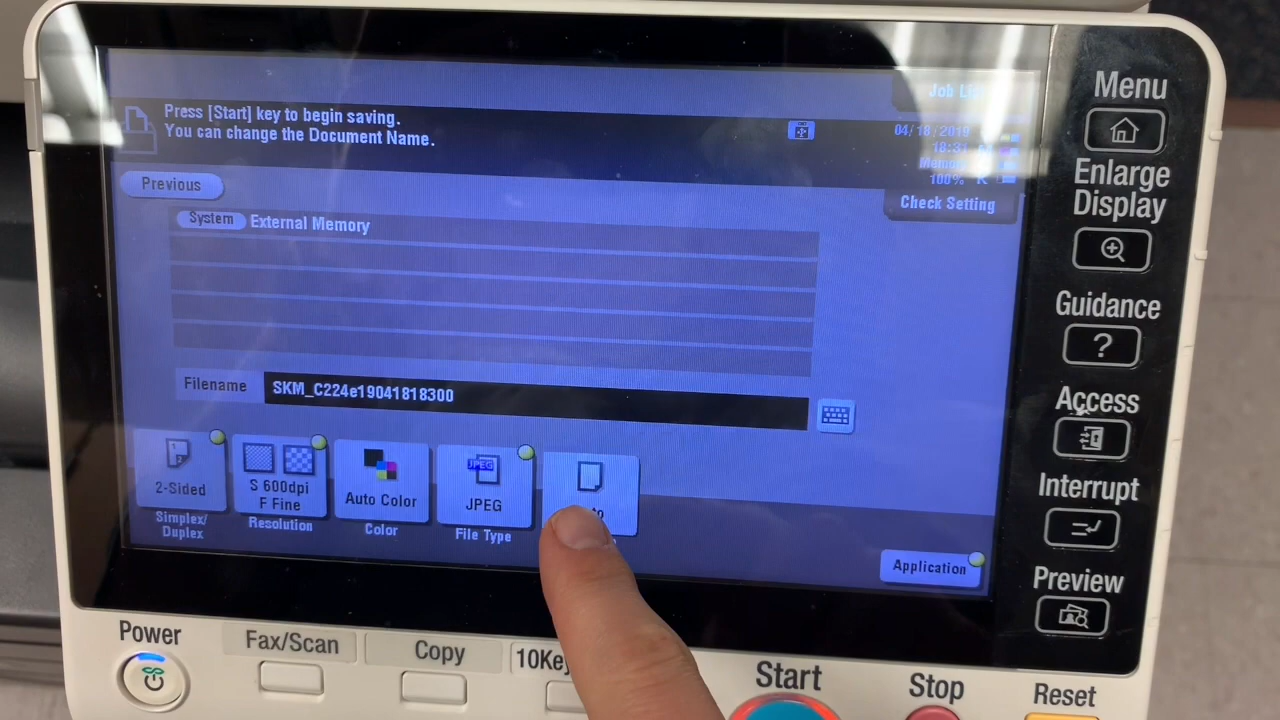 Menu
Job
Press [Start] key to begin saving.
You can change the Document Name.
04/18/2019
18:31
Memory
100% K
Enlarge
Display
Previous
Check Setting
System External Memory
Guidance
?
Filename SKM_C224e19041818300
Access
2-Sided
Simplex/
Duplex
S 600dpi
F Fine
Resolution
Auto Color
Color
JPEG
JPEG
File Type
Interrupt
Application
Preview
Power
Fax/Scan
Copy
Start
Stop
Reset